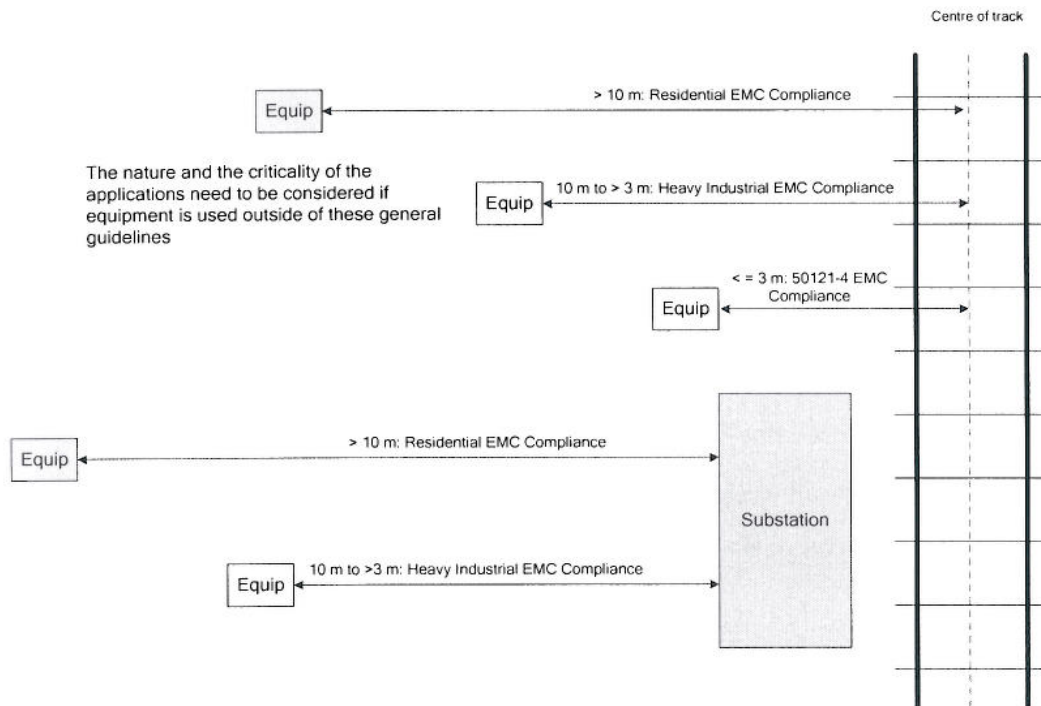 Centre of track
> 10 m: Residential EMC Compliance
Equip
The nature and the criticality of the
applications need to be considered if
equipment is used outside of these general
guidelines
10 m to > 3 m: Heavy Industrial EMC Compliance
Equip
< = 3 m: 50121-4 EMC
Compliance
Equip
> 10 m: Residential EMC Compliance
Equip
Substation
10 m to >3 m: Heavy Industrial EMC Compliance
Equip